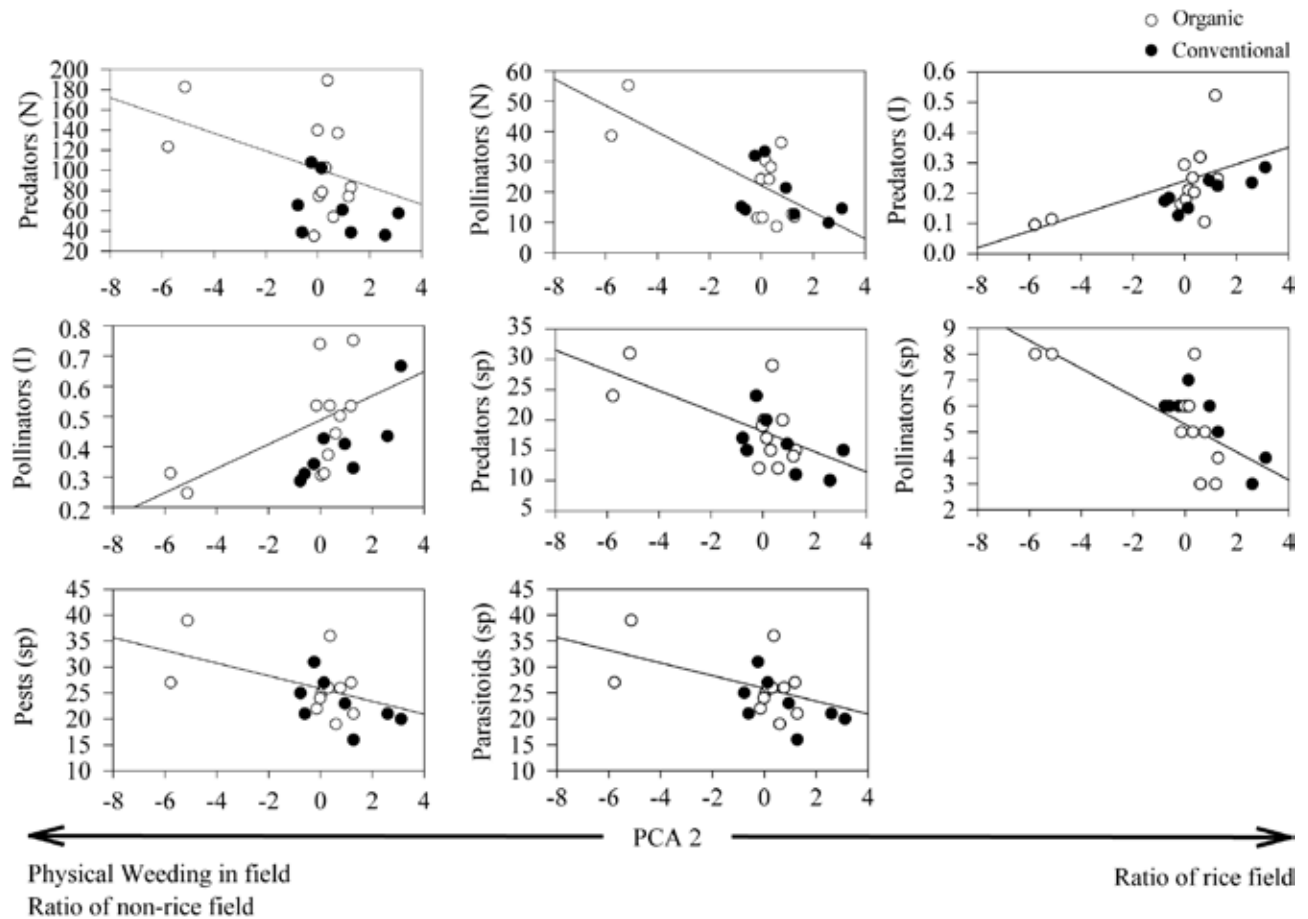 Organic
Conventional
Predators (N)
200
180
160
140
120
100
80
60
40
20
-8 -6 -4 -2 0 2 4
Pollinators (N)
60
50
40
30
20
10
0
-8 -6 -4 -2 0 2 4
Predators (I)
0.6
0.5
0.4
0.3
0.2
0.1
0.0
-8 -6 -4 -2 0 2 4
Pollinators (I)
0.8
0.7
0.6
0.5
0.4
0.3
0.2
-8 -6 -4 -2 0 2 4
Predators (sp)
35
30
25
20
15
10
5
-8 -6 -4 -2 0 2 4
Pollinators (sp)
9
8
7
6
5
4
3
2
-8 -6 -4 -2 0 2 4
Pests (sp)
45
40
35
30
25
20
15
10
-8 -6 -4 -2 0 2 4
Parasitoids (sp)
45
40
35
30
25
20
15
10
-8 -6 -4 -2 0 2 4
PCA 2
Physical Weeding in field
Ratio of non-rice field
Ratio of rice field